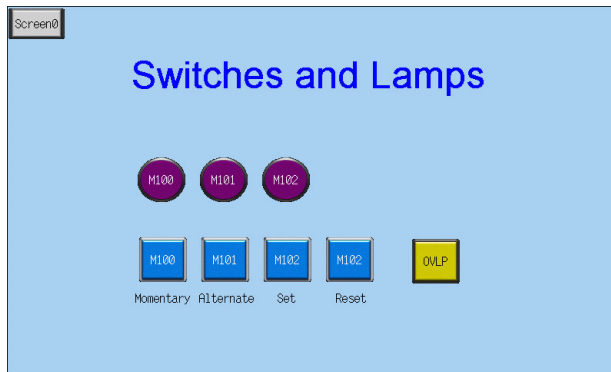 Screen0
Switches and Lamps
M100 M101 M102
M100 M101 M102 M102 OVLP
Momentary Alternate Set Reset